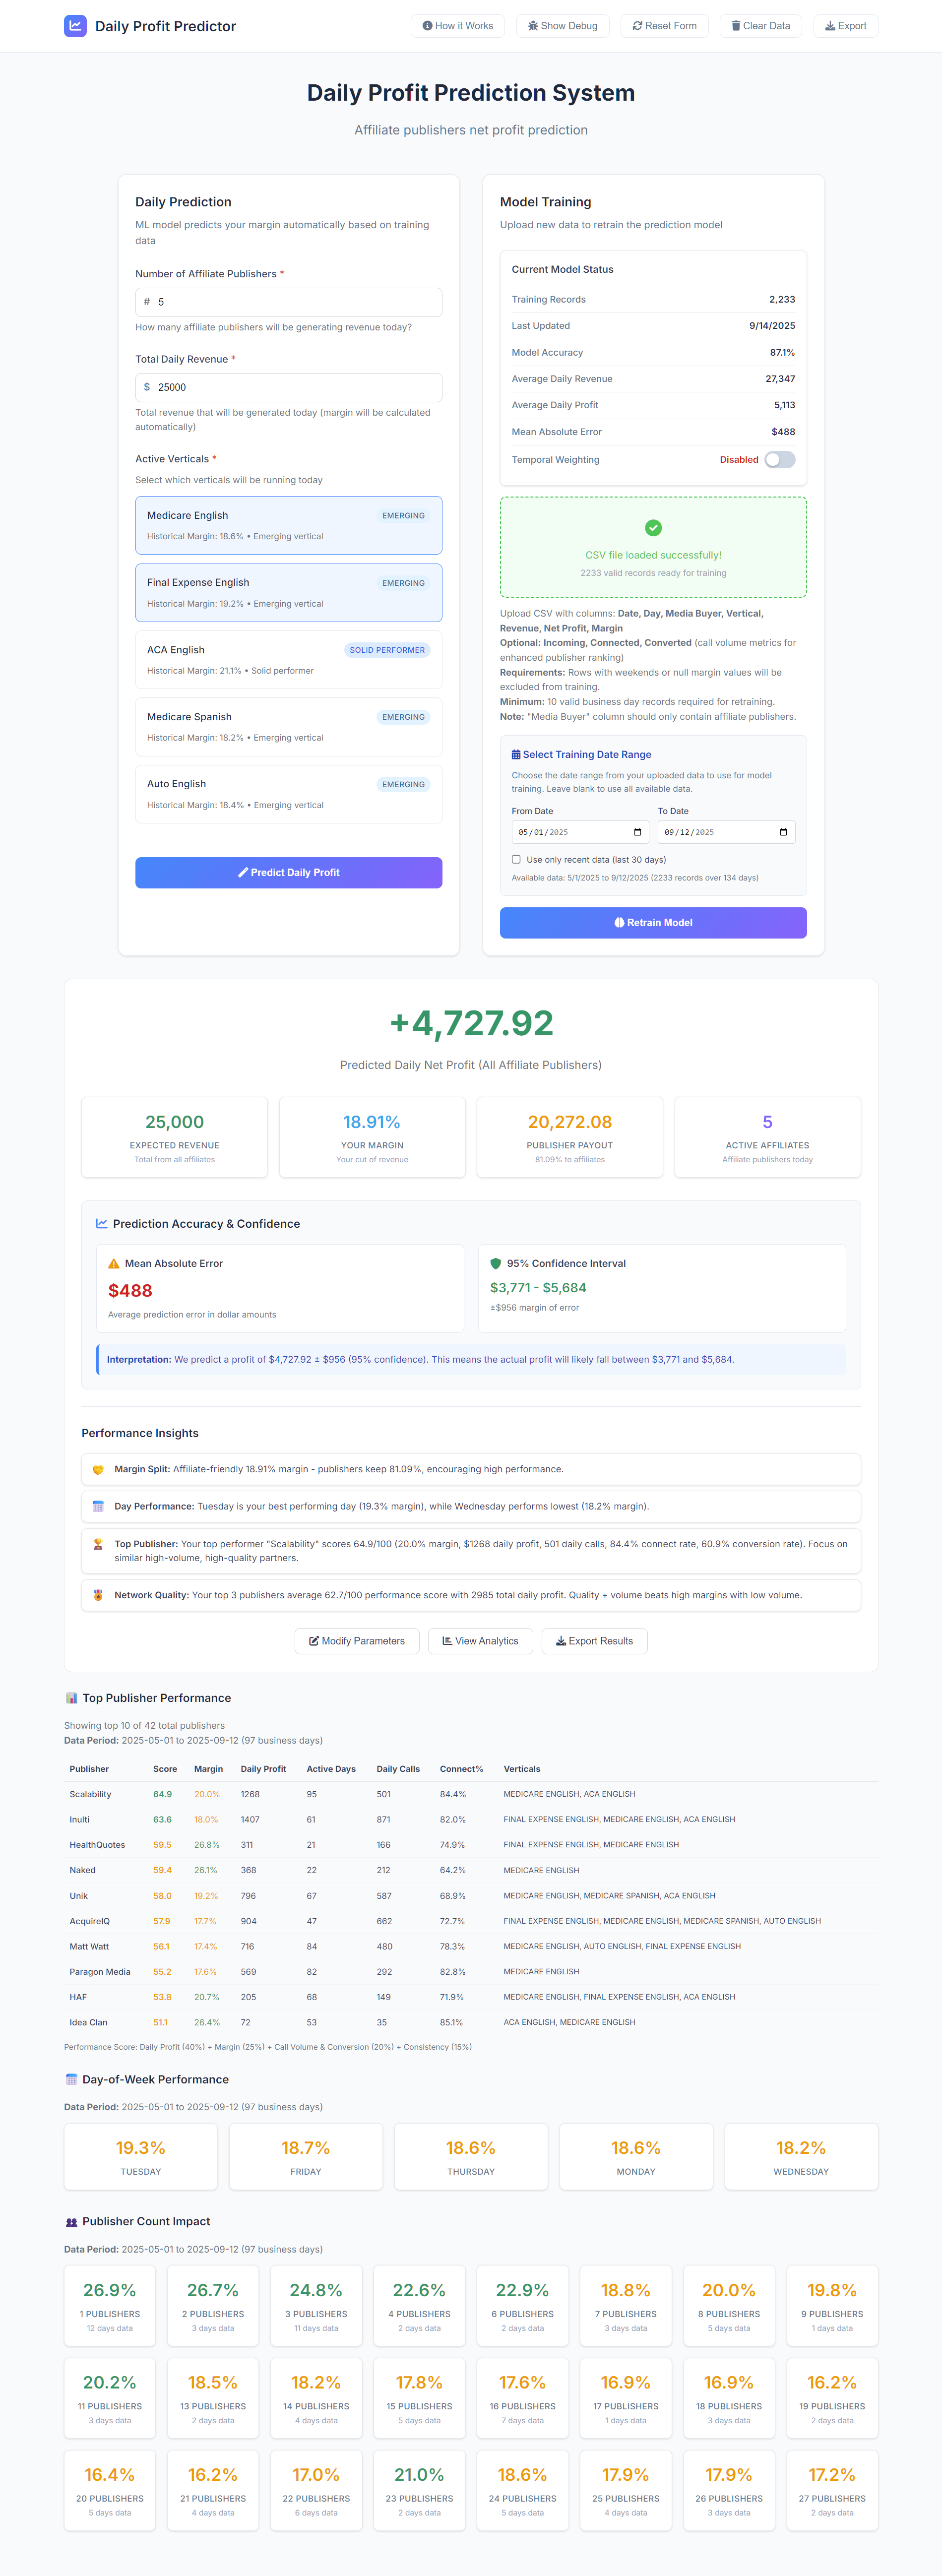 Daily Profit Predictor
How it Works
Show Debug
Reset Form
Clear Data
Export
Daily Profit Prediction System
Affiliate publishers net profit prediction
Daily Prediction
ML model predicts your margin automatically based on training
data
Number of Affiliate Publishers *
# 5
How many affiliate publishers will be generating revenue today?
Total Daily Revenue *
$ 25000
Total revenue that will be generated today (margin will be calculated
automatically)
Active Verticals *
Select which verticals will be running today
Medicare English EMERGING
Historical Margin: 18.6% • Emerging vertical
Final Expense English EMERGING
Historical Margin: 19.2% • Emerging vertical
ACA English SOLID PERFORMER
Historical Margin: 21.1% • Solid performer
Medicare Spanish EMERGING
Historical Margin: 18.2% • Emerging vertical
Auto English EMERGING
Historical Margin: 18.4% • Emerging vertical
Predict Daily Profit
Model Training
Upload new data to retrain the prediction model
Current Model Status
Training Records 2,233
Last Updated 9/14/2025
Model Accuracy 87.1%
Average Daily Revenue 27,347
Average Daily Profit 5,113
Mean Absolute Error $488
Temporal Weighting Disabled
CSV file loaded successfully!
2233 valid records ready for training
Upload CSV with columns: Date, Day, Media Buyer, Vertical,
Revenue, Net Profit, Margin
Optional: Incoming, Connected, Converted (call volume metrics for
enhanced publisher ranking)
Requirements: Rows with weekends or null margin values will be
excluded from training.
Minimum: 10 valid business day records required for retraining.
Note: "Media Buyer" column should only contain affiliate publishers.
Select Training Date Range
Choose the date range from your uploaded data to use for model
training. Leave blank to use all available data.
From Date To Date
05/01/2025 09/12/2025
Use only recent data (last 30 days)
Available data: 5/1/2025 to 9/12/2025 (2233 records over 134 days)
Retrain Model
+4,727.92
Predicted Daily Net Profit (All Affiliate Publishers)
25,000
EXPECTED REVENUE
Total from all affiliates
18.91%
YOUR MARGIN
Your cut of revenue
20,272.08
PUBLISHER PAYOUT
81.09% to affiliates
5
ACTIVE AFFILIATES
Affiliate publishers today
Prediction Accuracy & Confidence
Mean Absolute Error
$488
Average prediction error in dollar amounts
95% Confidence Interval
$3,771 - $5,684
±$956 margin of error
Interpretation: We predict a profit of $4,727.92 ± $956 (95% confidence). This means the actual profit will likely fall between $3,771 and $5,684.
Performance Insights
Margin Split: Affiliate-friendly 18.91% margin - publishers keep 81.09%, encouraging high performance.
Day Performance: Tuesday is your best performing day (19.3% margin), while Wednesday performs lowest (18.2% margin).
Top Publisher: Your top performer "Scalability" scores 64.9/100 (20.0% margin, $1268 daily profit, 501 daily calls, 84.4% connect rate, 60.9% conversion rate). Focus on
similar high-volume, high-quality partners.
Network Quality: Your top 3 publishers average 62.7/100 performance score with 2985 total daily profit. Quality + volume beats high margins with low volume.
Modify Parameters
View Analytics
Export Results
Top Publisher Performance
Showing top 10 of 42 total publishers
Data Period: 2025-05-01 to 2025-09-12 (97 business days)
Publisher Score Margin Daily Profit Active Days Daily Calls Connect% Verticals
Scalability 64.9 20.0% 1268 95 501 84.4% MEDICARE ENGLISH, ACA ENGLISH
Inulti 63.6 18.0% 1407 61 871 82.0% FINAL EXPENSE ENGLISH, MEDICARE ENGLISH, ACA ENGLISH
HealthQuotes 59.5 26.8% 311 21 166 74.9% FINAL EXPENSE ENGLISH, MEDICARE ENGLISH
Naked 59.4 26.1% 368 22 212 64.2% MEDICARE ENGLISH
Unik 58.0 19.2% 796 67 587 68.9% MEDICARE ENGLISH, MEDICARE SPANISH, ACA ENGLISH
AcquireIQ 57.9 17.7% 904 47 662 72.7% FINAL EXPENSE ENGLISH, MEDICARE ENGLISH, MEDICARE SPANISH, AUTO ENGLISH
Matt Watt 56.1 17.4% 716 84 480 78.3% MEDICARE ENGLISH, AUTO ENGLISH, FINAL EXPENSE ENGLISH
Paragon Media 55.2 17.6% 569 82 292 82.8% MEDICARE ENGLISH
HAF 53.8 20.7% 205 68 149 71.9% MEDICARE ENGLISH, FINAL EXPENSE ENGLISH, ACA ENGLISH
Idea Clan 51.1 26.4% 72 53 35 85.1% ACA ENGLISH, MEDICARE ENGLISH
Performance Score: Daily Profit (40%) + Margin (25%) + Call Volume & Conversion (20%) + Consistency (15%)
Day-of-Week Performance
Data Period: 2025-05-01 to 2025-09-12 (97 business days)
19.3% 18.7% 18.6% 18.6% 18.2%
TUESDAY FRIDAY THURSDAY MONDAY WEDNESDAY
Publisher Count Impact
Data Period: 2025-05-01 to 2025-09-12 (97 business days)
26.9% 26.7% 24.8% 22.6% 22.9% 18.8% 20.0% 19.8%
1 PUBLISHERS 2 PUBLISHERS 3 PUBLISHERS 4 PUBLISHERS 6 PUBLISHERS 7 PUBLISHERS 8 PUBLISHERS 9 PUBLISHERS
12 days data 3 days data 11 days data 2 days data 2 days data 3 days data 5 days data 1 days data
20.2% 18.5% 18.2% 17.8% 17.6% 16.9% 16.9% 16.2%
11 PUBLISHERS 13 PUBLISHERS 14 PUBLISHERS 15 PUBLISHERS 16 PUBLISHERS 17 PUBLISHERS 18 PUBLISHERS 19 PUBLISHERS
3 days data 2 days data 4 days data 5 days data 7 days data 1 days data 3 days data 2 days data
16.4% 16.2% 17.0% 21.0% 18.6% 17.9% 17.9% 17.2%
20 PUBLISHERS 21 PUBLISHERS 22 PUBLISHERS 23 PUBLISHERS 24 PUBLISHERS 25 PUBLISHERS 26 PUBLISHERS 27 PUBLISHERS
5 days data 4 days data 6 days data 2 days data 5 days data 4 days data 3 days data 2 days data